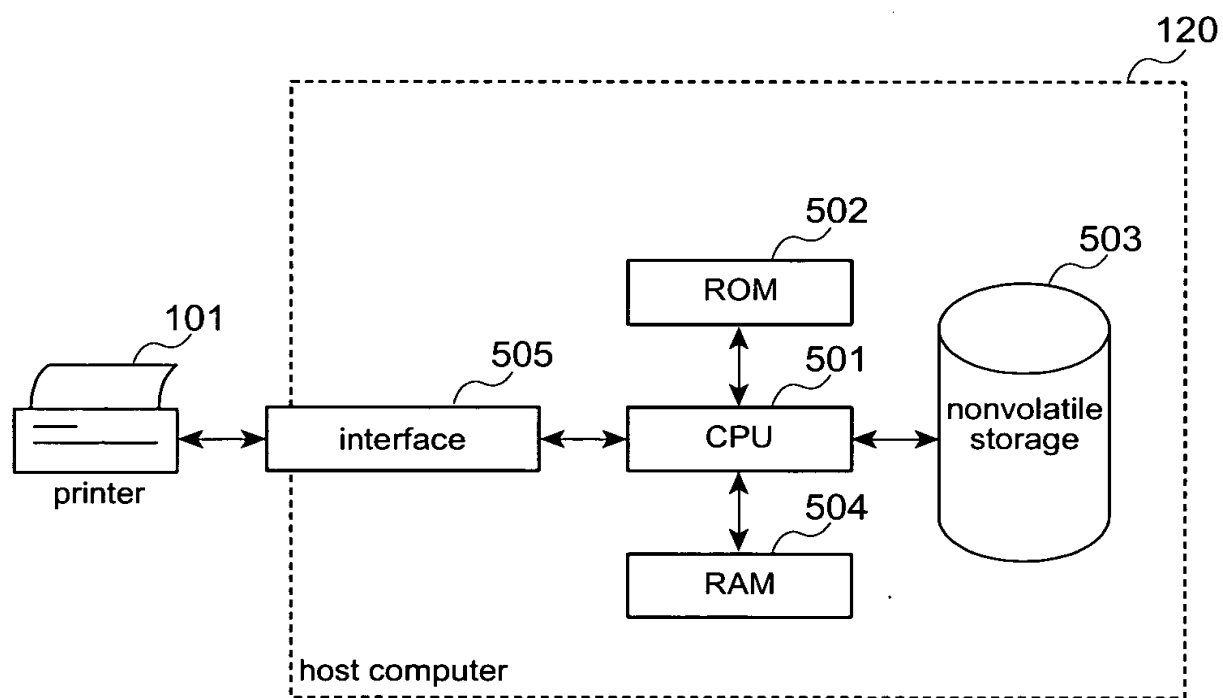 120
502
ROM
503
101
505
501
interface
CPU
nonvolatile
storage
printer
504
RAM
host computer